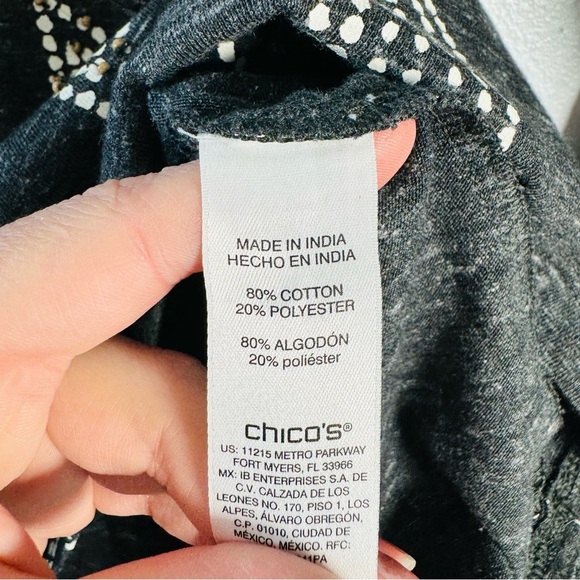 MADE IN INDIA
HECHO EN INDIA
80% COTTON
20% POLYESTER
80% ALGODÓN
20% poliéster
chico's®
US: 11215 METRO PARKWAY
FORT MYERS, FL 33966
MX: IB ENTERPRISES S.A. DE
C.V. CALZADA DE LOS
LEONES NO. 170, PISO 1, LOS
ALPES, ÁLVARO OBREGÓN,
C.P. 01010, CIUDAD DE
MÉXICO, MÉXICO. RFC: